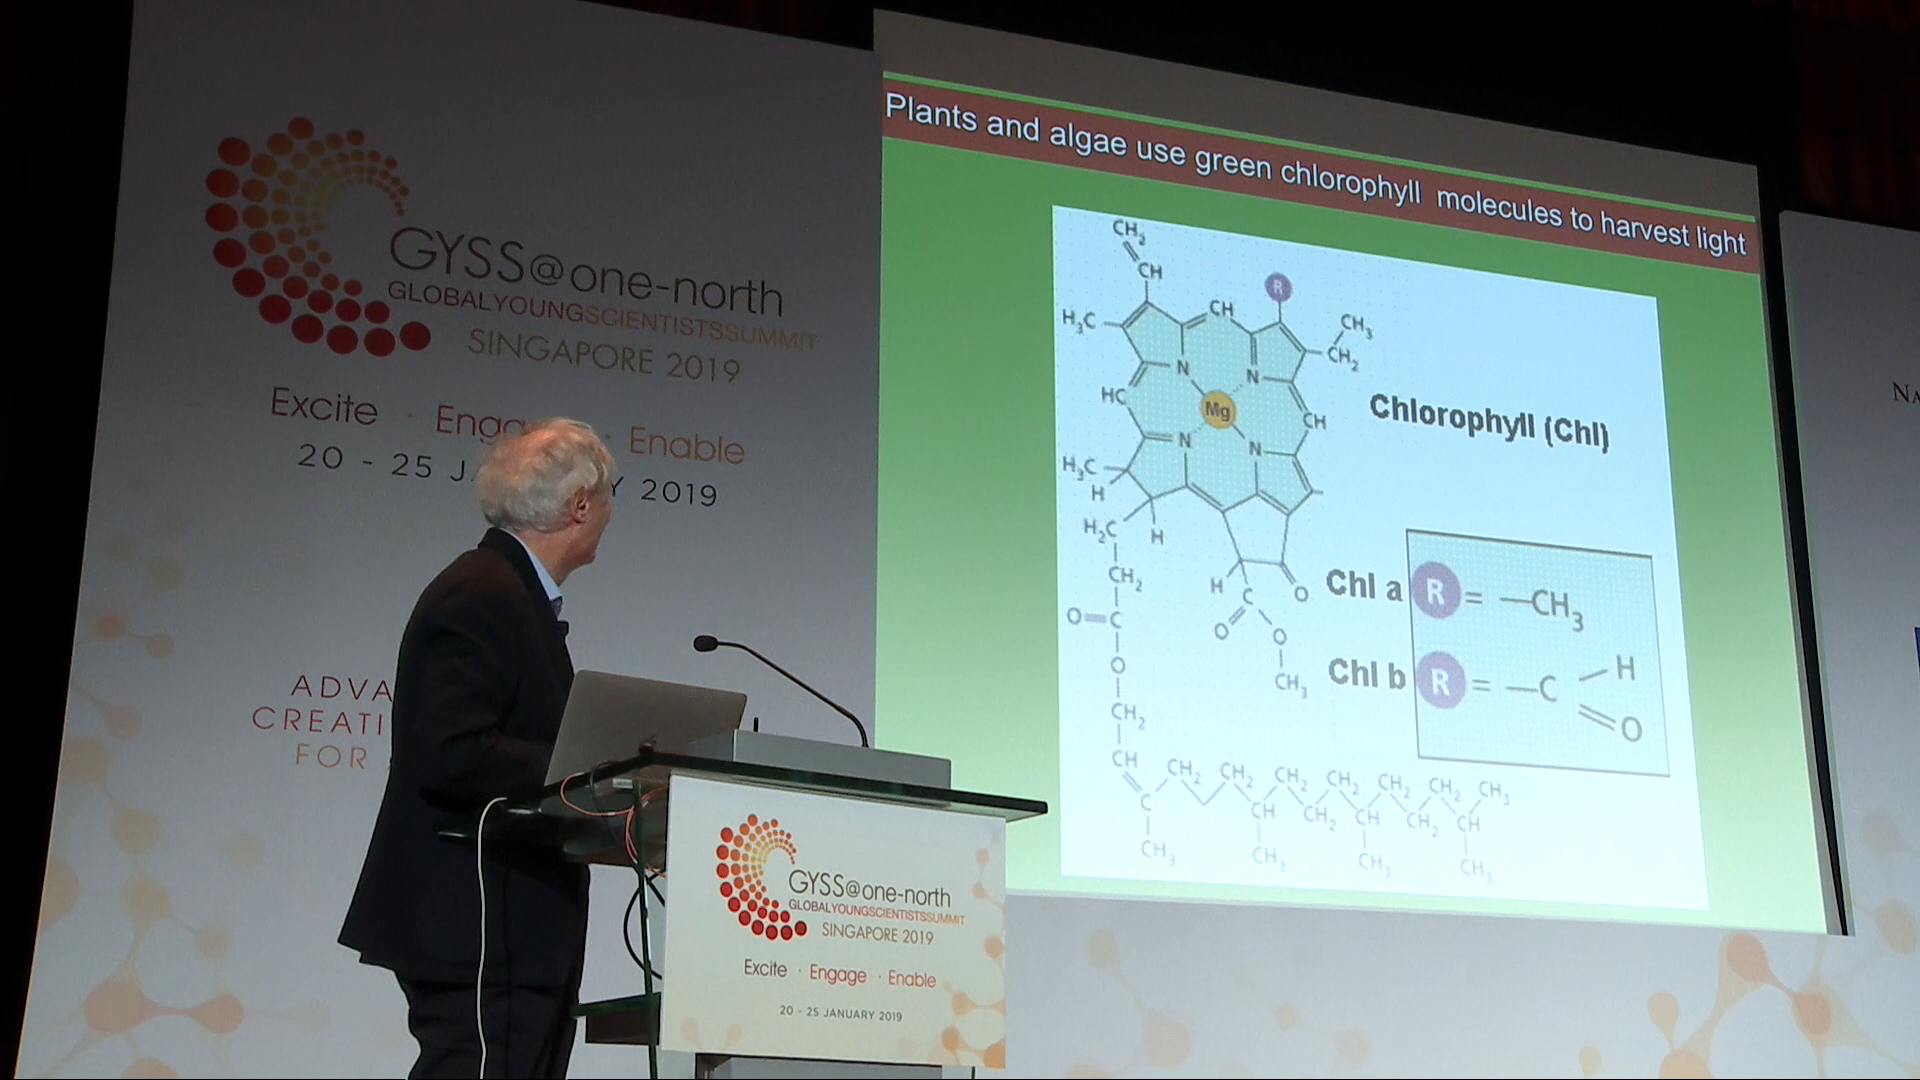 GYSS@one-north
GLOBALYOUNGSCIENTISTSSUMMIT
SINGAPORE 2019
Excite · Enga · Enable
20 - 25 J Y 2019
ADVA
CREATI
FOR
Plants and algae use green chlorophyll molecules to harvest light
CH₂
CH
R
H₃C
CH
CH₃
CH₂
N
N
HC
Mg
CH
Chlorophyll (Chl)
N
N
H₃C
H
H₂C
H
CH₂
H
C
O
Chl a R = —CH₃
O=C
O
O
O
CH₃
Chl b R = —C
H
O
CH₂
CH
CH₂ CH₂ CH₂ CH₂ CH₂ CH₂ CH₃
C
CH CH₂ CH CH₂ CH
CH₃ CH₃ CH₃ CH₃
GYSS@one-north
GLOBALYOUNGSCIENTISTSSUMMIT
SINGAPORE 2019
Excite · Engage · Enable
20 - 25 JANUARY 2019
NA